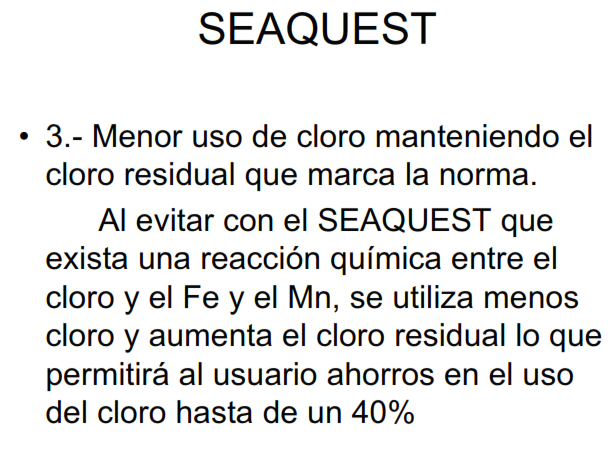 SEAQUEST
• 3.- Menor uso de cloro manteniendo el
cloro residual que marca la norma.
Al evitar con el SEAQUEST que
exista una reacción química entre el
cloro y el Fe y el Mn, se utiliza menos
cloro y aumenta el cloro residual lo que
permitirá al usuario ahorros en el uso
del cloro hasta de un 40%